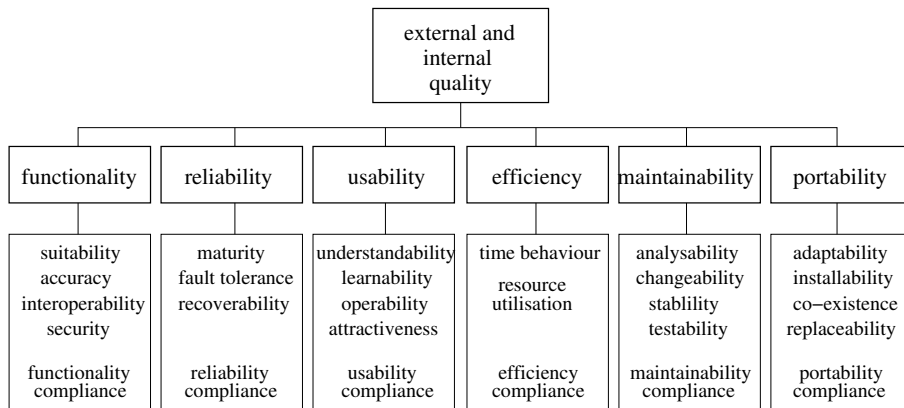 external and
internal
quality
functionality
reliability
usability
efficiency
maintainability
portability
suitability
accuracy
interoperability
security
functionality
compliance
maturity
fault tolerance
recoverability
reliability
compliance
understandability
learnability
operability
attractiveness
usability
compliance
time behaviour
resource
utilisation
efficiency
compliance
analysability
changeability
stablility
testability
maintainability
compliance
adaptability
installability
co−existence
replaceability
portability
compliance